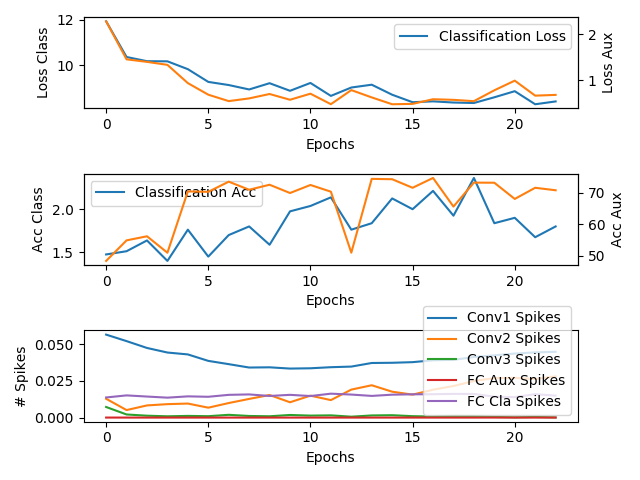 12
10
Loss Class
Classification Loss
2
1
Loss Aux
0 5 10 15 20
Epochs
2.0
1.5
Acc Class
Classification Acc
70
60
50
Acc Aux
0 5 10 15 20
Epochs
0.050
0.025
0.000
# Spikes
Conv1 Spikes
Conv2 Spikes
Conv3 Spikes
FC Aux Spikes
FC Cla Spikes
0 5 10 15 20
Epochs